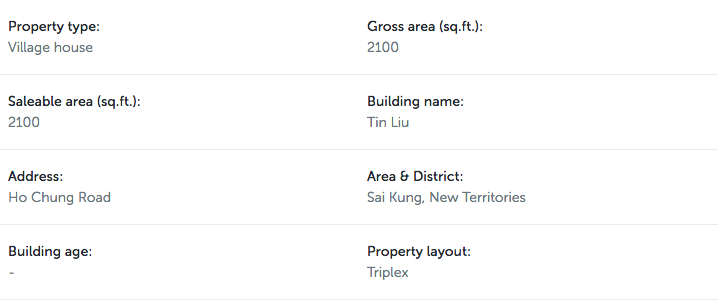 Property type:
Village house
Gross area (sq.ft.):
2100
Saleable area (sq.ft.):
2100
Building name:
Tin Liu
Address:
Ho Chung Road
Area & District:
Sai Kung, New Territories
Building age:
-
Property layout:
Triplex